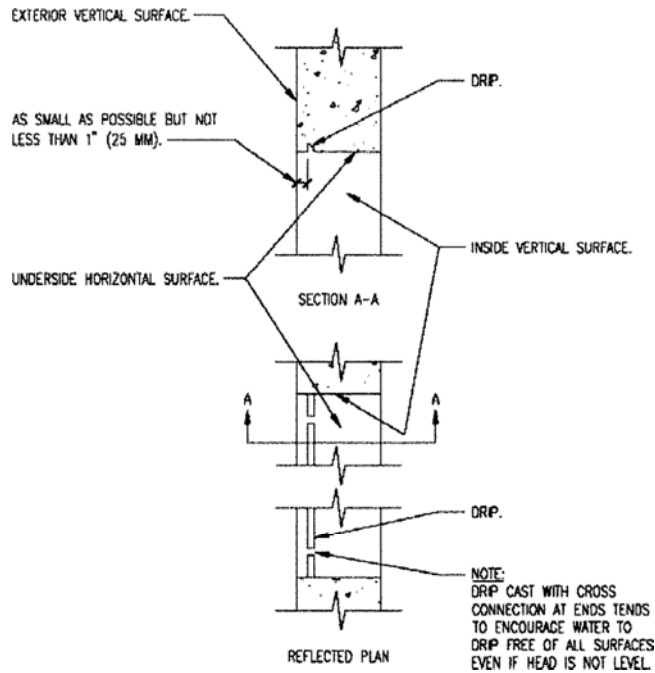 EXTERIOR VERTICAL SURFACE.
DRIP.
AS SMALL AS POSSIBLE BUT NOT
LESS THAN 1" (25 MM).
INSIDE VERTICAL SURFACE.
UNDERSIDE HORIZONTAL SURFACE.
SECTION A-A
A
A
DRIP.
NOTE:
DRIP CAST WITH CROSS
CONNECTION AT ENDS TENDS
TO ENCOURAGE WATER TO
DRIP FREE OF ALL SURFACES
EVEN IF HEAD IS NOT LEVEL.
REFLECTED PLAN